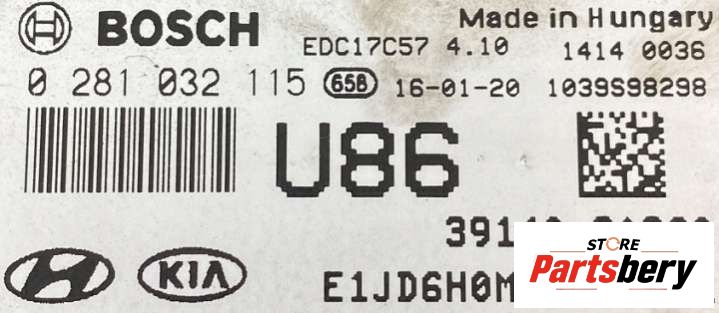 BOSCH
EDC17C57 4.10
Made in Hungary
1414 0036
0 281 032 115 658 16-01-20 1039S98298
U86
KIA
STORE
Partsbery